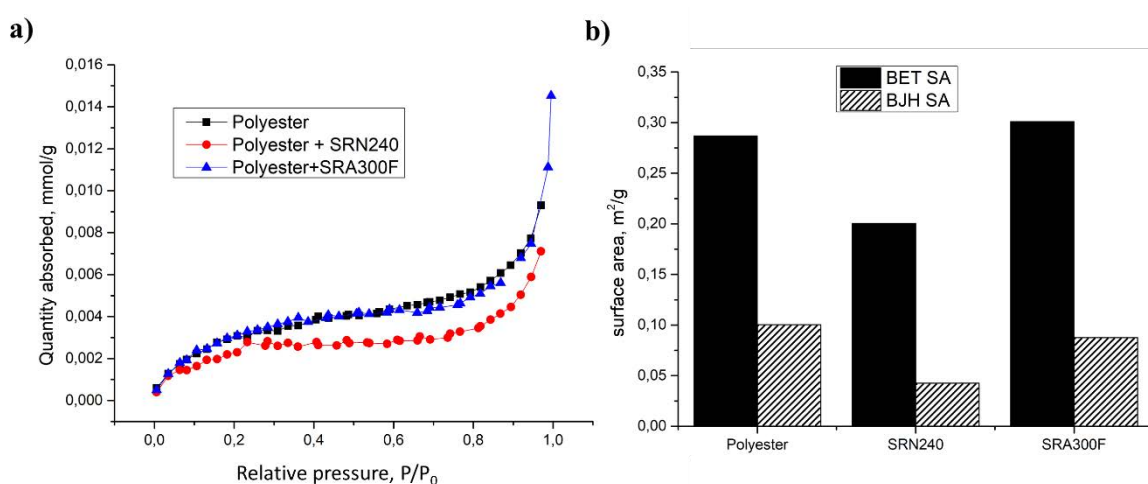 a)
0,016
0,014
0,012
0,010
0,008
0,006
0,004
0,002
0,000
Quantity absorbed, mmol/g
Polyester
Polyester + SRN240
Polyester+SRA300F
0,0 0,2 0,4 0,6 0,8 1,0
Relative pressure, P/P₀
b)
0,35
0,30
0,25
0,20
0,15
0,10
0,05
0,00
surface area, m²/g
BET SA
BJH SA
Polyester SRN240 SRA300F